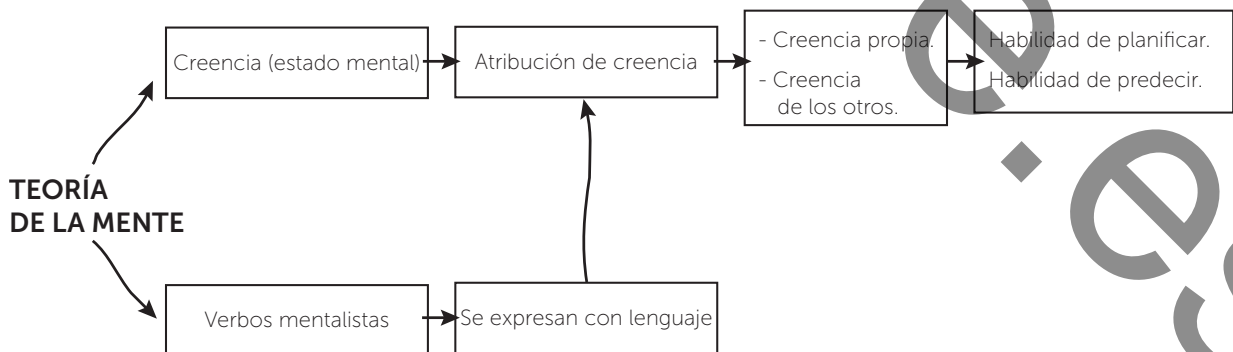 Creencia (estado mental)
Atribución de creencia
- Creencia propia.
- Creencia
de los otros.
Habilidad de planificar.
Habilidad de predecir.
TEORÍA
DE LA MENTE
Verbos mentalistas
Se expresan con lenguaje